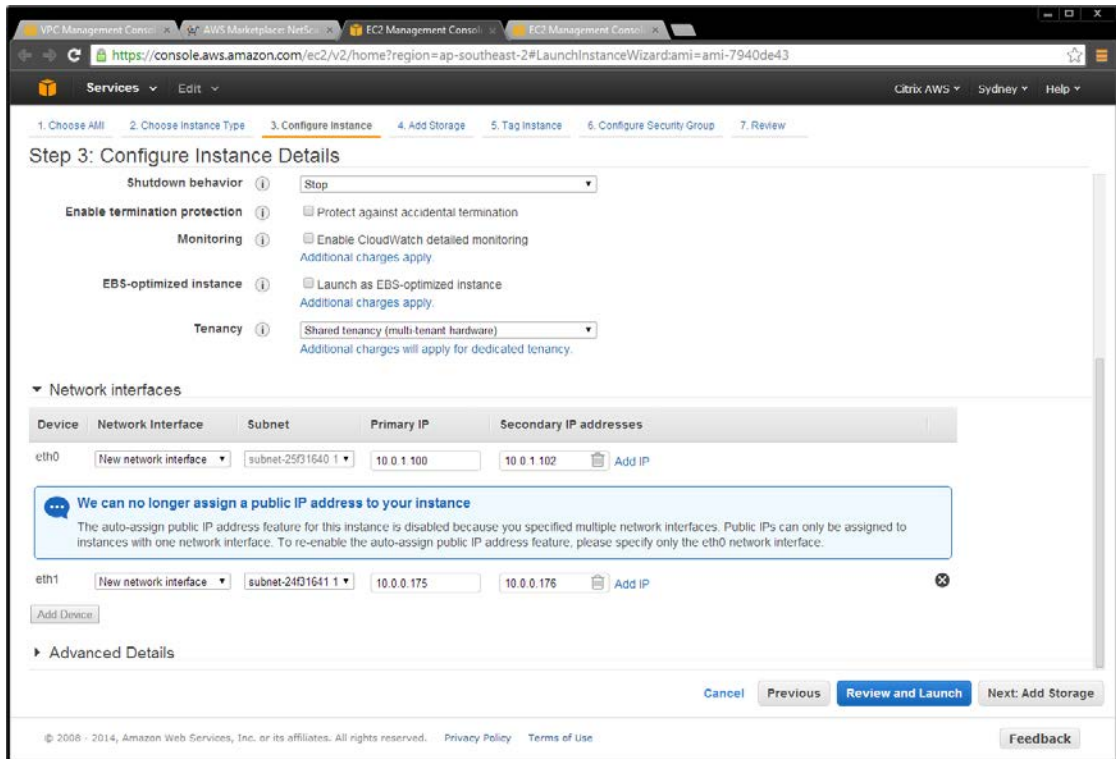 VPC Management Consol
AWS Marketplace: NetSca
EC2 Management Consol
EC2 Management Consol
https://console.aws.amazon.com/ec2/v2/home?region=ap-southeast-2#LaunchInstanceWizard:ami=ami-7940de43
Services Edit Citrix AWS Sydney Help
1. Choose AMI 2. Choose Instance Type 3. Configure Instance 4. Add Storage 5. Tag Instance 6. Configure Security Group 7. Review
Step 3: Configure Instance Details
Shutdown behavior Stop
Enable termination protection Protect against accidental termination
Monitoring Enable CloudWatch detailed monitoring
Additional charges apply.
EBS-optimized instance Launch as EBS-optimized instance
Additional charges apply.
Tenancy Shared tenancy (multi-tenant hardware)
Additional charges will apply for dedicated tenancy.
Network interfaces
Device Network Interface Subnet Primary IP Secondary IP addresses
eth0 New network interface subnet-25f31640 1 10.0.1.100 10.0.1.102 Add IP
We can no longer assign a public IP address to your instance
The auto-assign public IP address feature for this instance is disabled because you specified multiple network interfaces. Public IPs can only be assigned to
instances with one network interface. To re-enable the auto-assign public IP address feature, please specify only the eth0 network interface.
eth1 New network interface subnet-24f31641 1 10.0.0.175 10.0.0.176 Add IP
Add Device
Advanced Details
Cancel Previous Review and Launch Next: Add Storage
© 2008 - 2014, Amazon Web Services, Inc. or its affiliates. All rights reserved. Privacy Policy Terms of Use Feedback